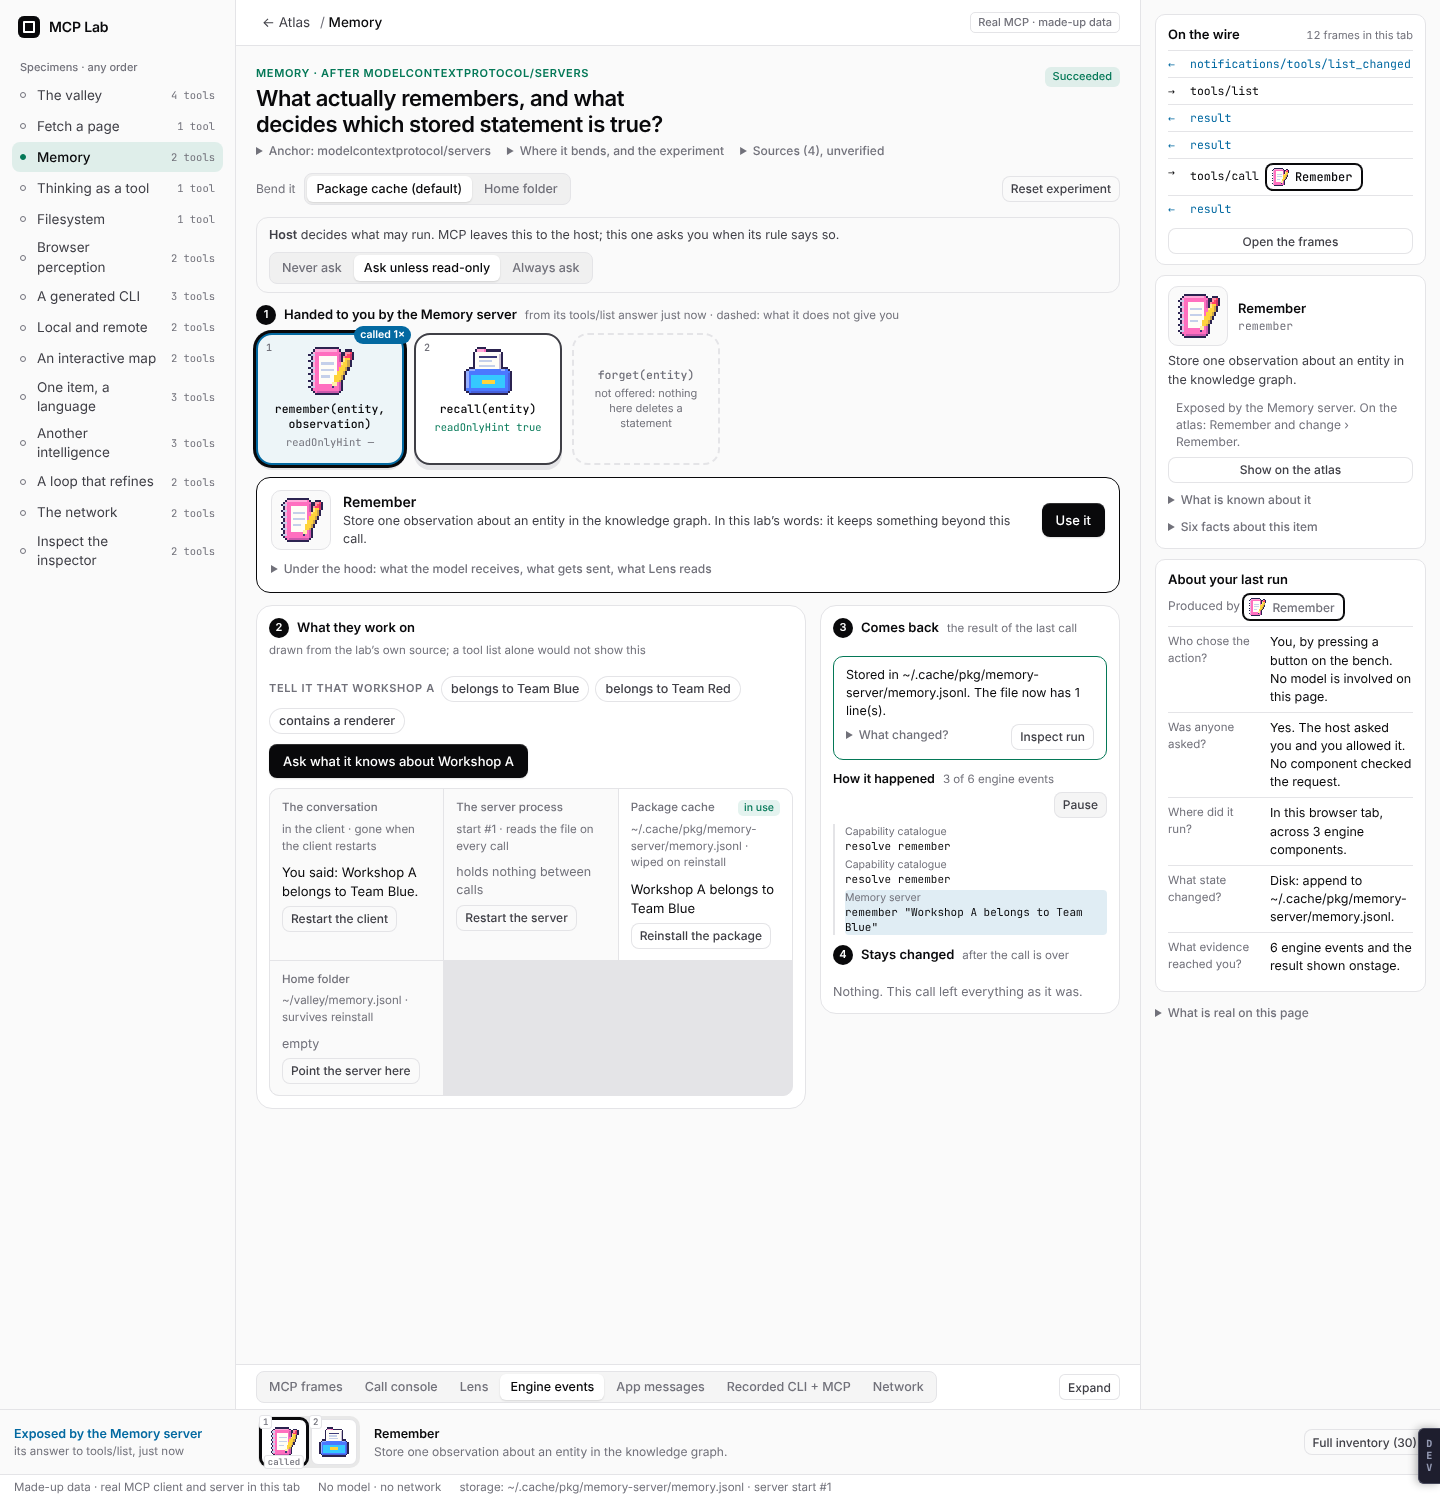 MCP Lab
Specimens · any order
The valley 4 tools
Fetch a page 1 tool
Memory 2 tools
Thinking as a tool 1 tool
Filesystem 1 tool
Browser
perception 2 tools
A generated CLI 3 tools
Local and remote 2 tools
An interactive map 2 tools
One item, a
language 3 tools
Another
intelligence 3 tools
A loop that refines 2 tools
The network 2 tools
Inspect the
inspector 2 tools
← Atlas / Memory
Real MCP · made-up data
MEMORY · AFTER MODELCONTEXTPROTOCOL/SERVERS
Succeeded
What actually remembers, and what
decides which stored statement is true?
▶ Anchor: modelcontextprotocol/servers ▶ Where it bends, and the experiment ▶ Sources (4), unverified
Bend it Package cache (default) Home folder Reset experiment
Host decides what may run. MCP leaves this to the host; this one asks you when its rule says so.
Never ask Ask unless read-only Always ask
1 Handed to you by the Memory server from its tools/list answer just now · dashed: what it does not give you
called 1×
1
remember(entity,
observation)
readOnlyHint —
2
recall(entity)
readOnlyHint true
forget(entity)
not offered: nothing
here deletes a
statement
Remember
Store one observation about an entity in the knowledge graph. In this lab's words: it keeps something beyond this
call.
Use it
▶ Under the hood: what the model receives, what gets sent, what Lens reads
2 What they work on
drawn from the lab's own source; a tool list alone would not show this
TELL IT THAT WORKSHOP A belongs to Team Blue belongs to Team Red
contains a renderer
Ask what it knows about Workshop A
The conversation
in the client · gone when
the client restarts
You said: Workshop A
belongs to Team Blue.
Restart the client
The server process
start #1 · reads the file on
every call
holds nothing between
calls
Restart the server
Package cache in use
~/.cache/pkg/memory-
server/memory.jsonl ·
wiped on reinstall
Workshop A belongs to
Team Blue
Reinstall the package
Home folder
~/valley/memory.jsonl ·
survives reinstall
empty
Point the server here
3 Comes back the result of the last call
Stored in ~/.cache/pkg/memory-
server/memory.jsonl. The file now has 1
line(s).
▶ What changed? Inspect run
How it happened 3 of 6 engine events
Pause
Capability catalogue
resolve remember
Capability catalogue
resolve remember
Memory server
remember "Workshop A belongs to Team
Blue"
4 Stays changed after the call is over
Nothing. This call left everything as it was.
MCP frames Call console Lens Engine events App messages Recorded CLI + MCP Network Expand
On the wire 12 frames in this tab
← notifications/tools/list_changed
→ tools/list
← result
← result
→ tools/call Remember
← result
Open the frames
Remember
remember
Store one observation about an entity in
the knowledge graph.
Exposed by the Memory server. On the
atlas: Remember and change ›
Remember.
Show on the atlas
▶ What is known about it
▶ Six facts about this item
About your last run
Produced by Remember
Who chose the
action?
You, by pressing a
button on the bench.
No model is involved on
this page.
Was anyone
asked?
Yes. The host asked
you and you allowed it.
No component checked
the request.
Where did it
run?
In this browser tab,
across 3 engine
components.
What state
changed?
Disk: append to
~/.cache/pkg/memory-
server/memory.jsonl.
What evidence
reached you?
6 engine events and the
result shown onstage.
▶ What is real on this page
Exposed by the Memory server
its answer to tools/list, just now
1
called
2
Remember
Store one observation about an entity in the knowledge graph.
Full inventory (30)
DEV
Made-up data · real MCP client and server in this tab No model · no network storage: ~/.cache/pkg/memory-server/memory.jsonl · server start #1